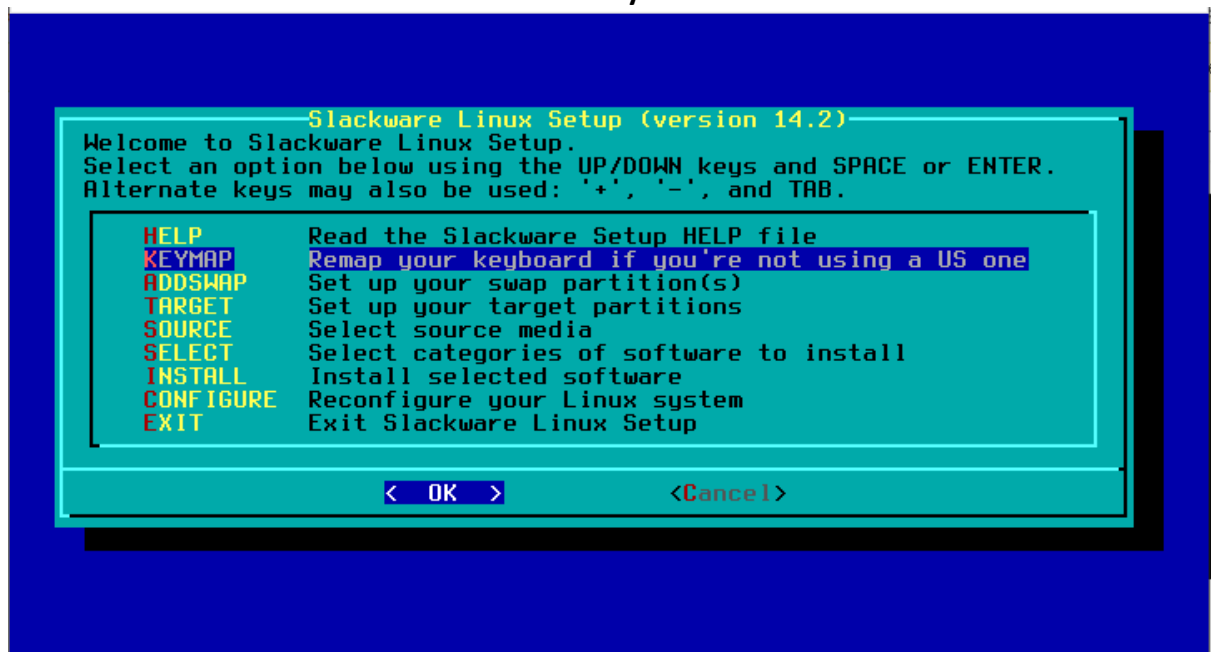 Slackware Linux Setup (version 14.2)
Welcome to Slackware Linux Setup.
Select an option below using the UP/DOWN keys and SPACE or ENTER.
Alternate keys may also be used: '+', '-', and TAB.
HELP Read the Slackware Setup HELP file
KEYMAP Remap your keyboard if you're not using a US one
ADDSWAP Set up your swap partition(s)
TARGET Set up your target partitions
SOURCE Select source media
SELECT Select categories of software to install
INSTALL Install selected software
CONFIGURE Reconfigure your Linux system
EXIT Exit Slackware Linux Setup
< OK > <Cancel>